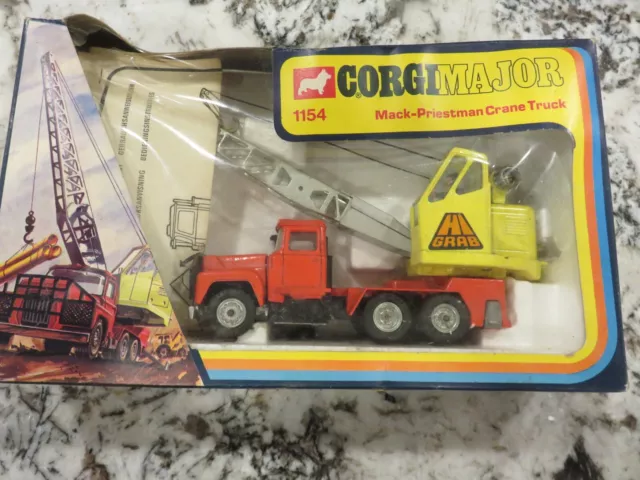 CORGI MAJOR
1154
Mack-Priestman Crane Truck
HI
GRAB